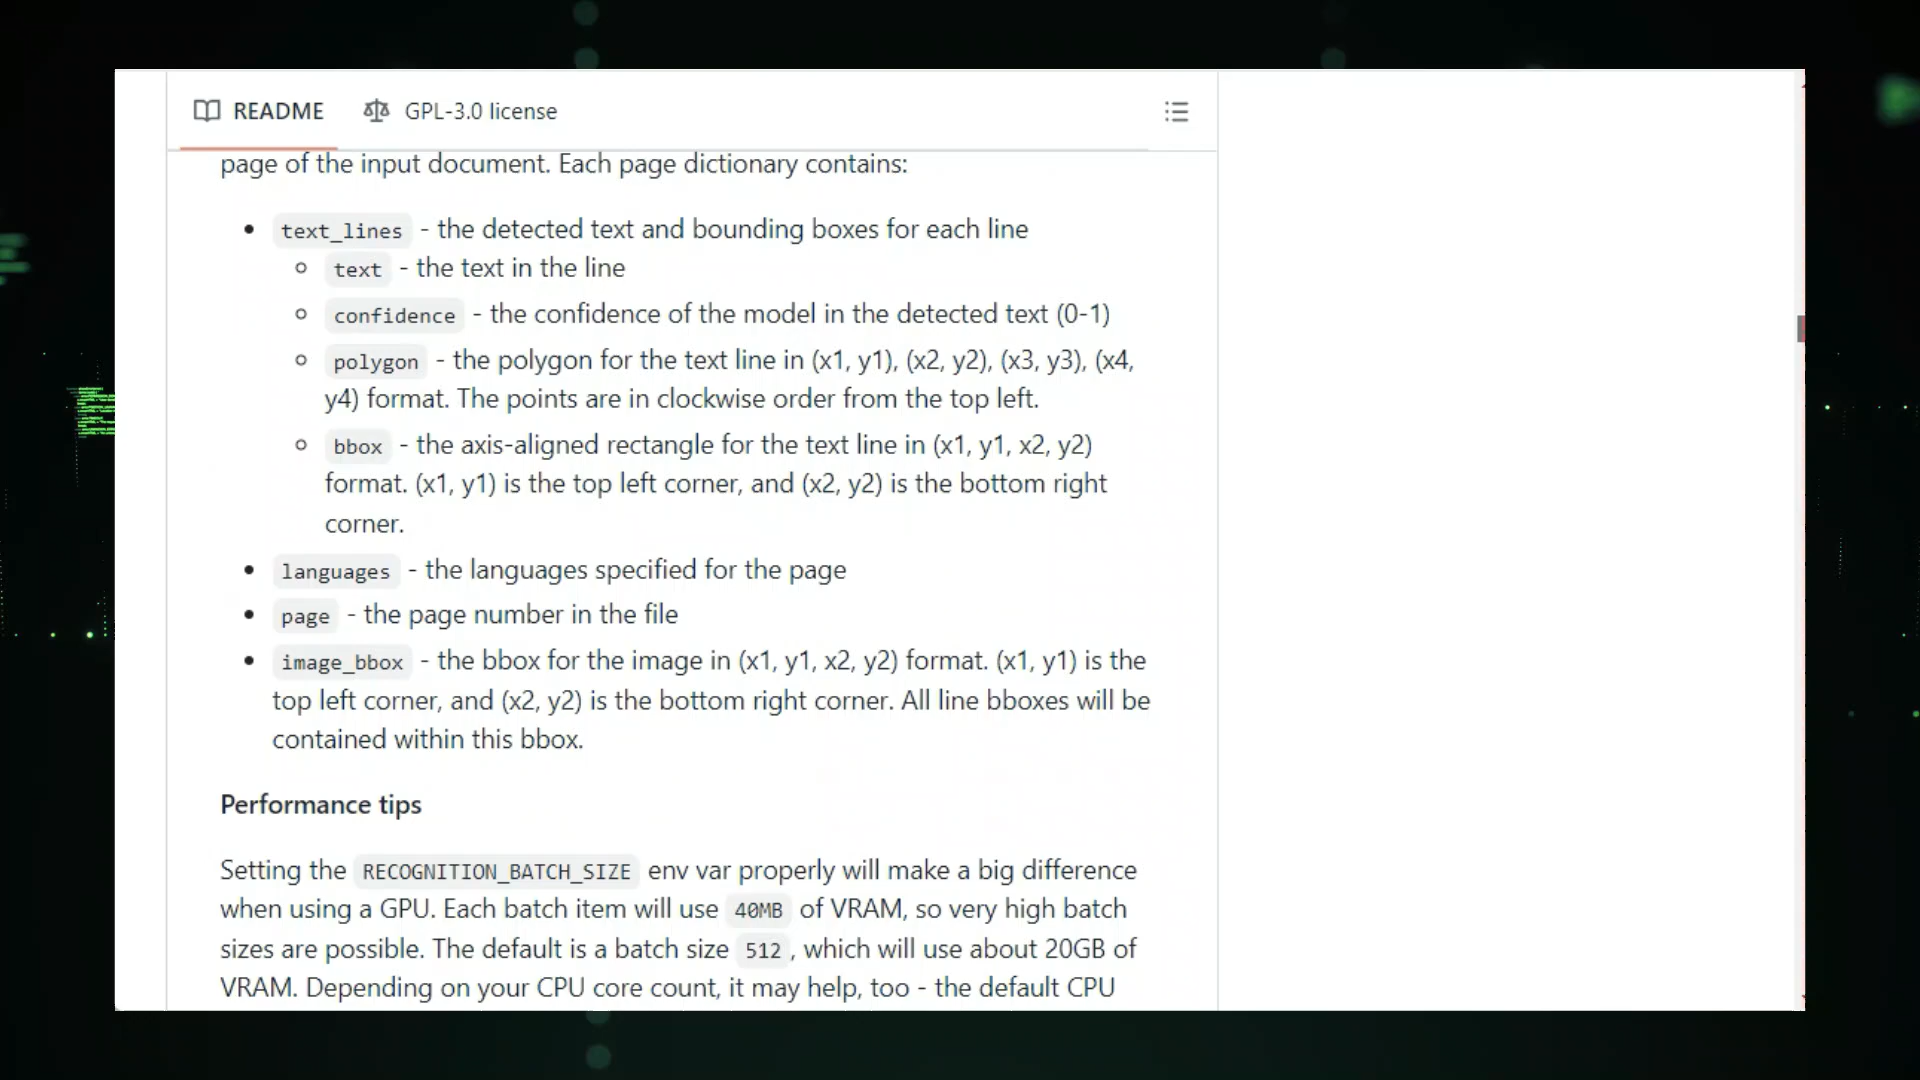 README GPL-3.0 license
page of the input document. Each page dictionary contains:
text_lines - the detected text and bounding boxes for each line
text - the text in the line
confidence - the confidence of the model in the detected text (0-1)
polygon - the polygon for the text line in (x1, y1), (x2, y2), (x3, y3), (x4,
y4) format. The points are in clockwise order from the top left.
bbox - the axis-aligned rectangle for the text line in (x1, y1, x2, y2)
format. (x1, y1) is the top left corner, and (x2, y2) is the bottom right
corner.
languages - the languages specified for the page
page - the page number in the file
image_bbox - the bbox for the image in (x1, y1, x2, y2) format. (x1, y1) is the
top left corner, and (x2, y2) is the bottom right corner. All line bboxes will be
contained within this bbox.
Performance tips
Setting the RECOGNITION_BATCH_SIZE env var properly will make a big difference
when using a GPU. Each batch item will use 40MB of VRAM, so very high batch
sizes are possible. The default is a batch size 512, which will use about 20GB of
VRAM. Depending on your CPU core count, it may help, too - the default CPU